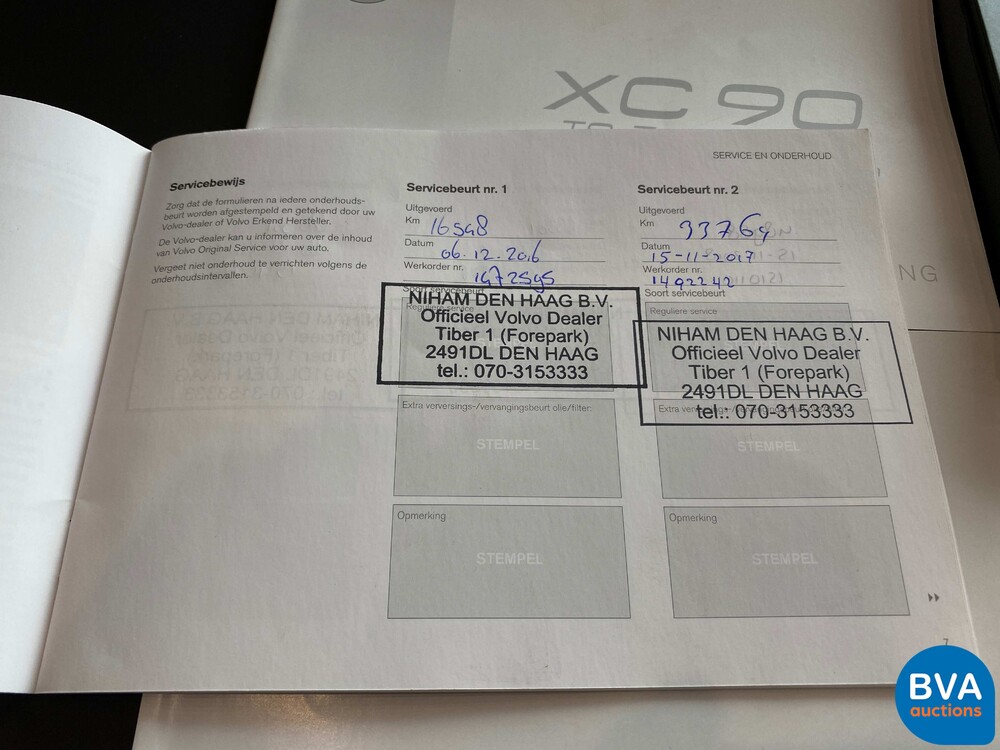 XC 90
SERVICE EN ONDERHOUD
Servicebewijs
Zorg dat de formulieren na iedere onderhouds-
beurt worden afgestempeld en getekend door uw
Volvo-dealer of Volvo Erkend Hersteller.
De Volvo-dealer kan u informeren over de inhoud
van Volvo Original Service voor uw auto.
Vergeet niet onderhoud te verrichten volgens de
onderhoudsintervallen.
Servicebeurt nr. 1
Uitgevoerd
Km 16548
Datum
06.12.2016
Werkorder nr.
1472595
Soort servicebeurt
Reguliere service
NIHAM DEN HAAG B.V.
Officieel Volvo Dealer
Tiber 1 (Forepark)
2491DL DEN HAAG
tel.: 070-3153333
Extra verversings-/vervangingsbeurt olie/filter:
STEMPEL
Opmerking
STEMPEL
Servicebeurt nr. 2
Uitgevoerd
Km 33764
Datum
15-11-2017
Werkorder nr.
1492242
Soort servicebeurt
Reguliere service
NIHAM DEN HAAG B.V.
Officieel Volvo Dealer
Tiber 1 (Forepark)
2491DL DEN HAAG
tel.: 070-3153333
STEMPEL
Opmerking
STEMPEL
NG
7
BVA
auctions